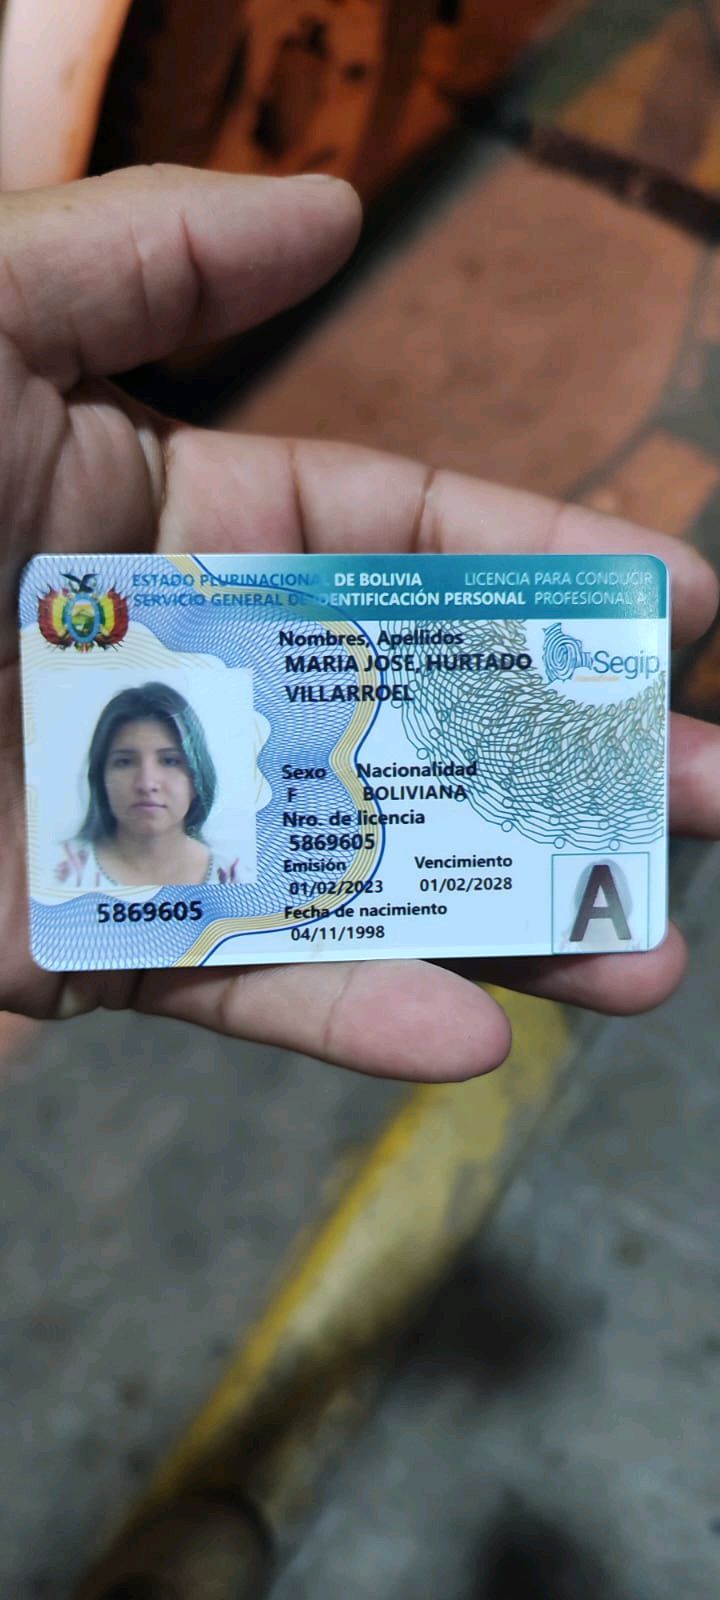 ESTADO PLURINACIONAL DE BOLIVIA LICENCIA PARA CONDUCIR
SERVICIO GENERAL DE IDENTIFICACIÓN PERSONAL PROFESIONAL A
Nombres, Apellidos
MARIA JOSE, HURTADO
VILLARROEL
Segip
Sexo Nacionalidad
F BOLIVIANA
Nro. de licencia
5869605
Emisión Vencimiento
01/02/2023 01/02/2028
Fecha de nacimiento
04/11/1998
5869605
A